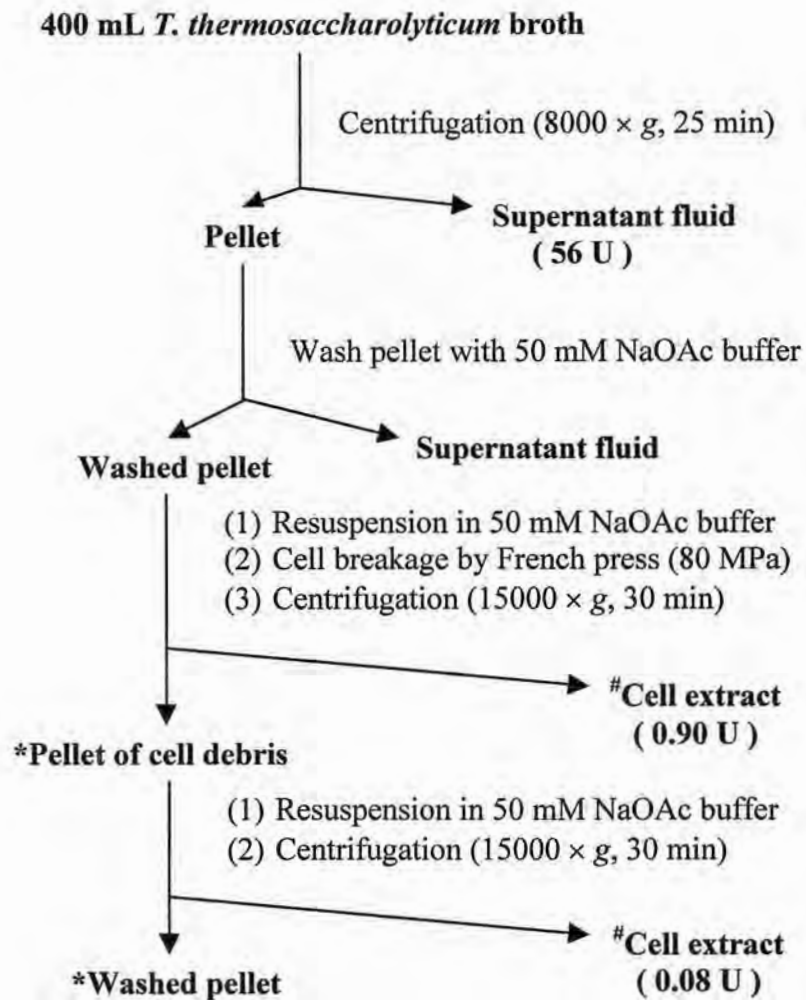 400 mL T. thermosaccharolyticum broth
Centrifugation (8000 × g, 25 min)
Pellet
Supernatant fluid
( 56 U )
Wash pellet with 50 mM NaOAc buffer
Washed pellet
Supernatant fluid
(1) Resuspension in 50 mM NaOAc buffer
(2) Cell breakage by French press (80 MPa)
(3) Centrifugation (15000 × g, 30 min)
#Cell extract
( 0.90 U )
*Pellet of cell debris
(1) Resuspension in 50 mM NaOAc buffer
(2) Centrifugation (15000 × g, 30 min)
#Cell extract
( 0.08 U )
*Washed pellet